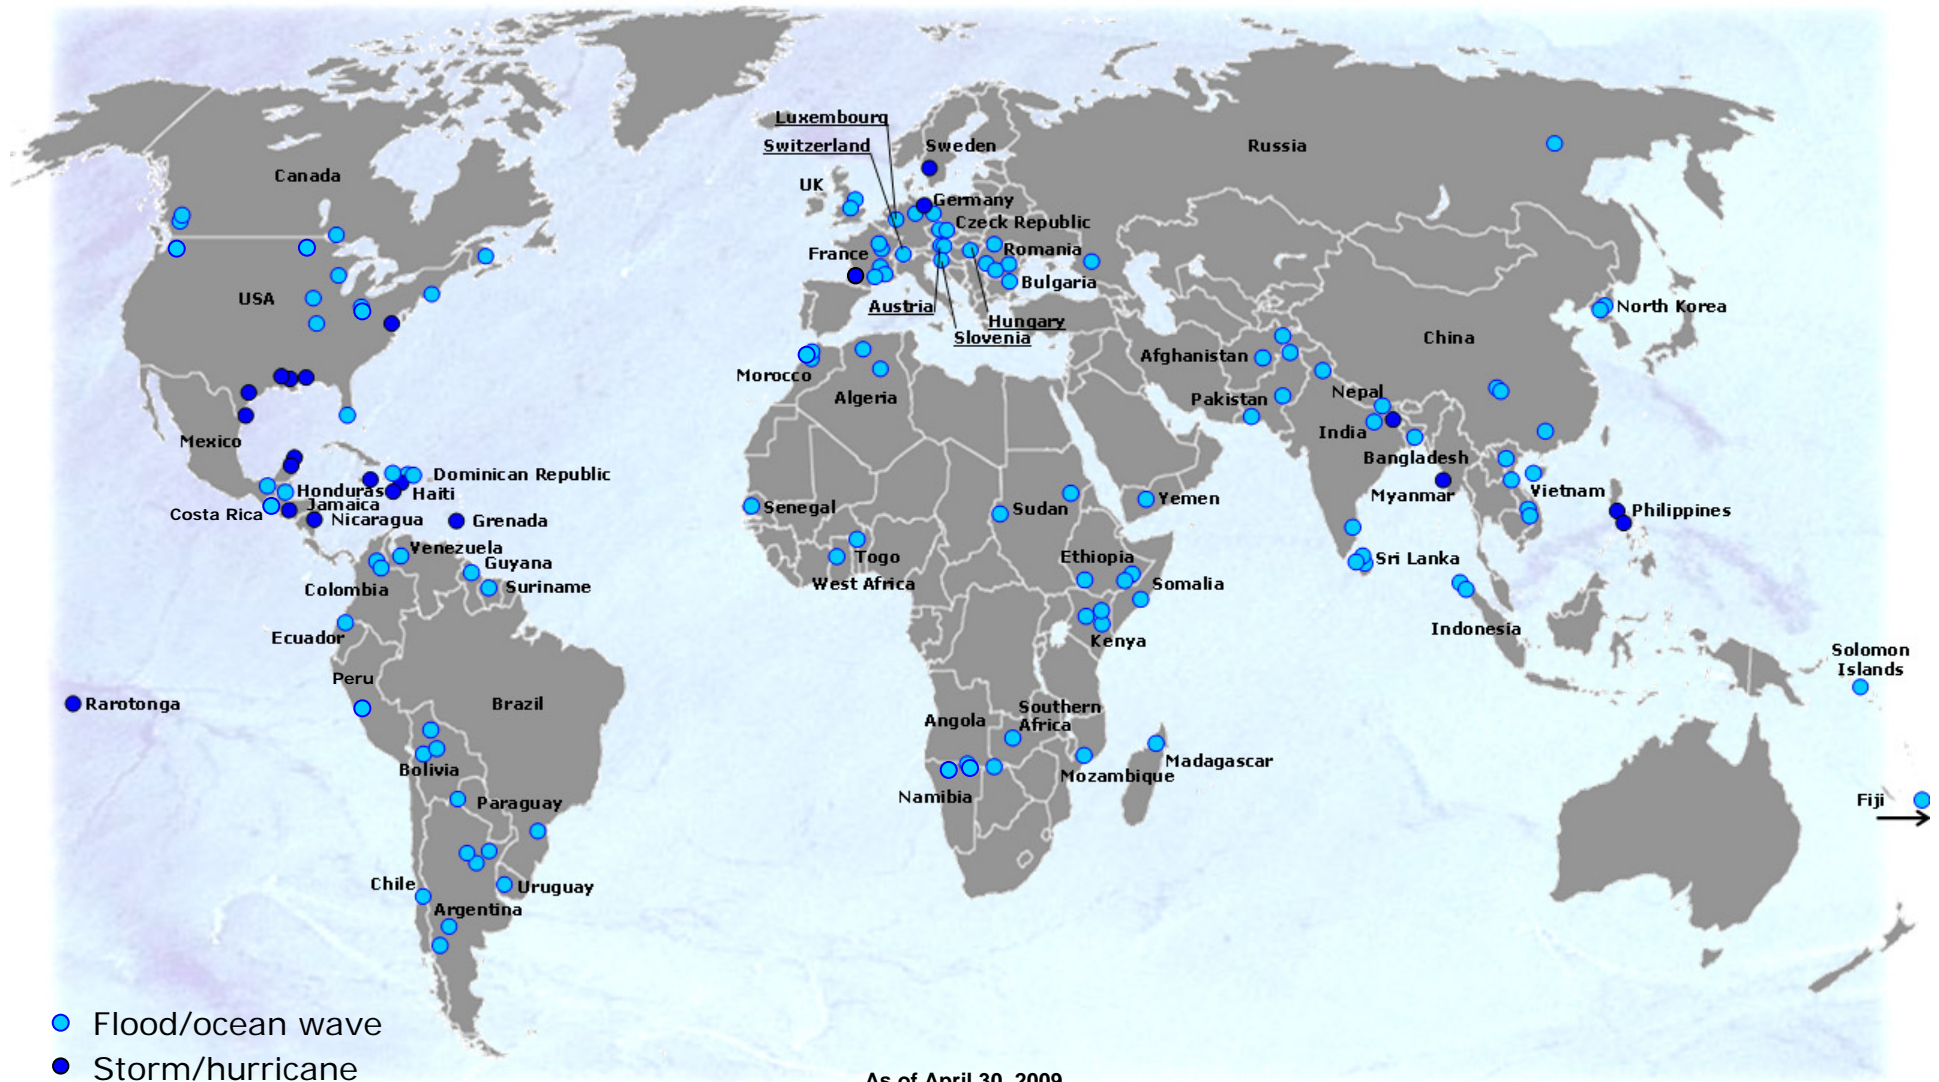 Luxembourg
Switzerland
Sweden
Russia
Canada
UK
Germany
Czeck Republic
France
Romania
USA
Bulgaria
Austria
Hungary
Slovenia
North Korea
China
Afghanistan
Morocco
Algeria
Nepal
Pakistan
India
Mexico
Bangladesh
Dominican Republic
Honduras
Haiti
Jamaica
Costa Rica
Nicaragua
Grenada
Senegal
Sudan
Yemen
Myanmar
Vietnam
Philippines
Venezuela
Guyana
Colombia
Suriname
Togo
West Africa
Ethiopia
Somalia
Sri Lanka
Ecuador
Kenya
Indonesia
Solomon
Islands
Peru
Rarotonga
Brazil
Angola
Southern
Africa
Bolivia
Mozambique
Madagascar
Paraguay
Namibia
Fiji
Chile
Uruguay
Argentina
Flood/ocean wave
Storm/hurricane
As of April 30, 2009